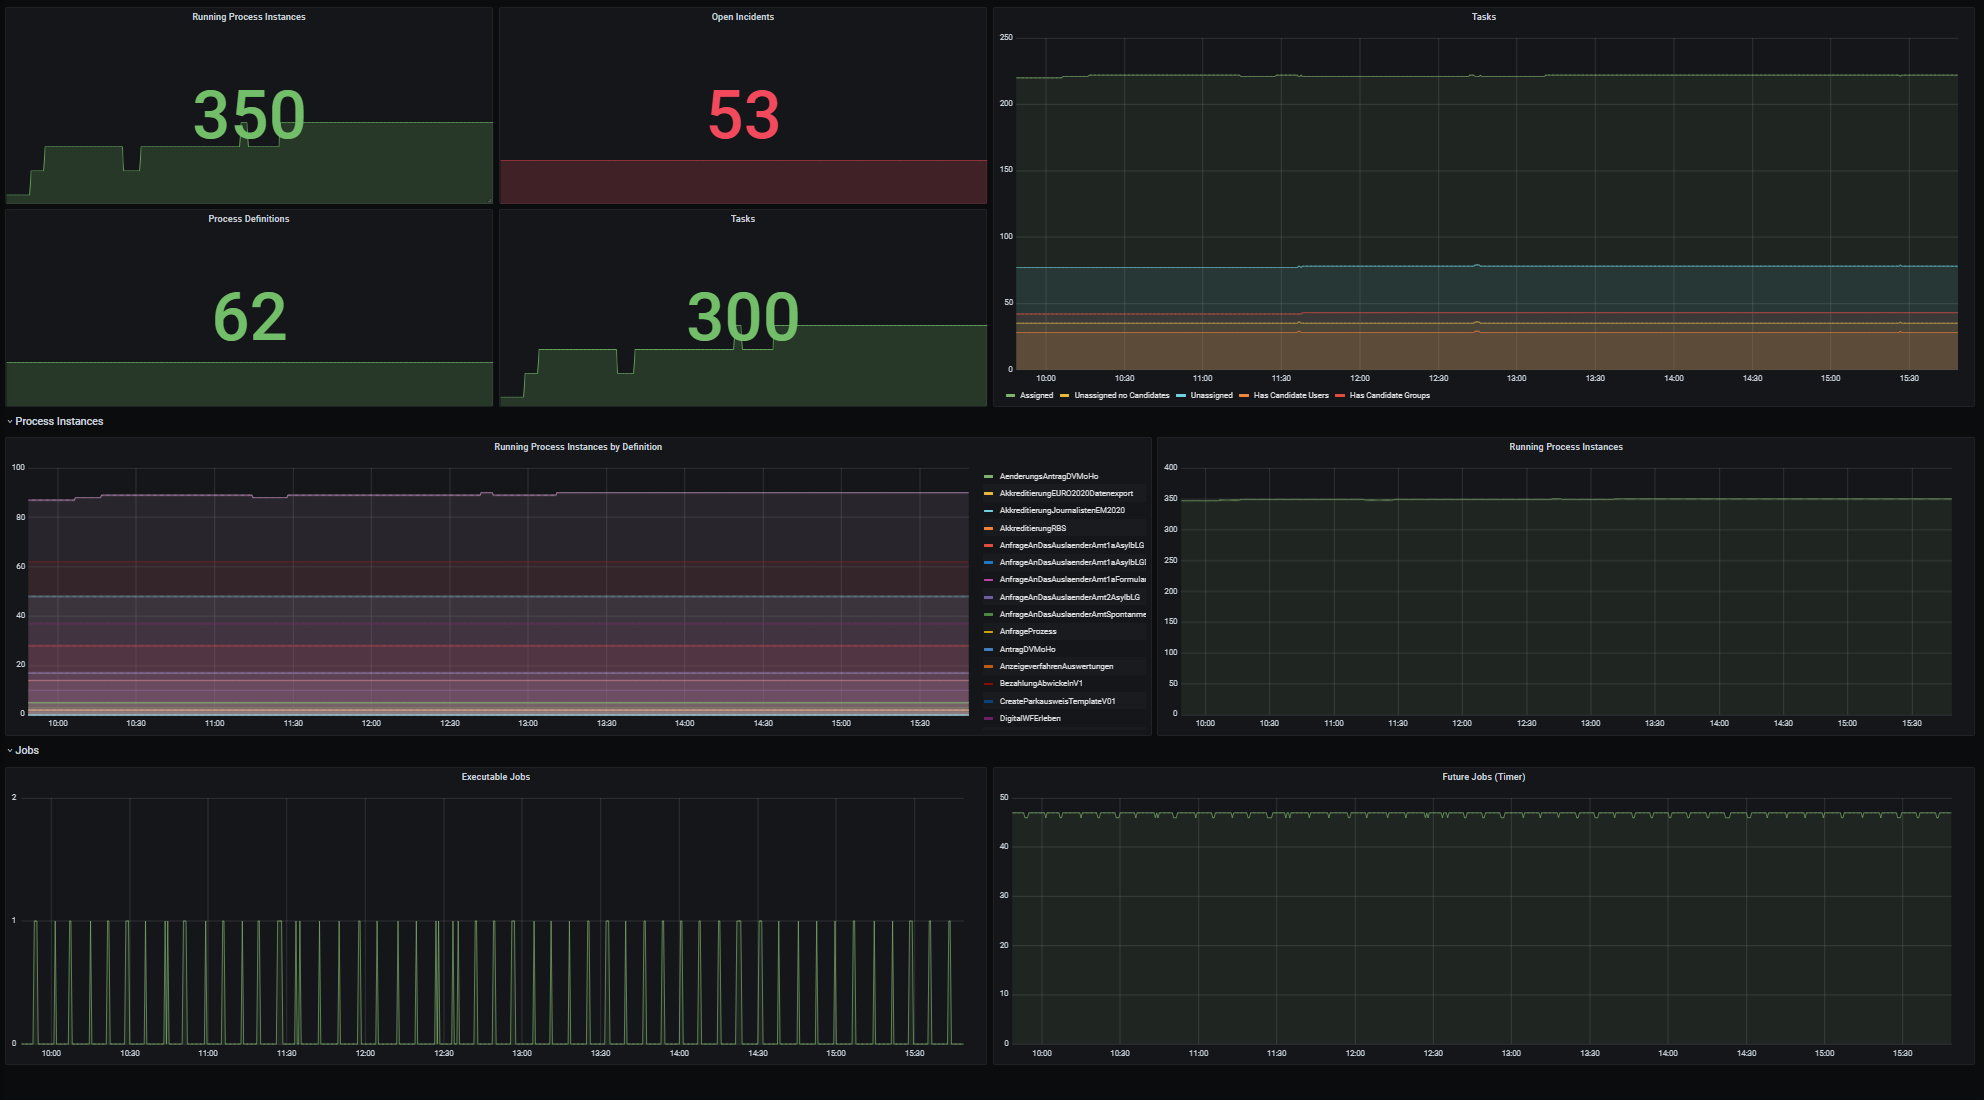 Running Process Instances
350
Open Incidents
53
Process Definitions
62
Tasks
300
Tasks
250
200
150
100
50
0
10:00 10:30 11:00 11:30 12:00 12:30 13:00 13:30 14:00 14:30 15:00 15:30
Assigned Unassigned no Candidates Unassigned Has Candidate Users Has Candidate Groups
Process Instances
Running Process Instances by Definition
100
80
60
40
20
0
10:00 10:30 11:00 11:30 12:00 12:30 13:00 13:30 14:00 14:30 15:00 15:30
AenderungsAntragDVMoHo
AkkreditierungEURO2020Datenexport
AkkreditierungJournalistenEM2020
AkkreditierungRBS
AnfrageAnDasAuslaenderAmt1aAsylbLG
AnfrageAnDasAuslaenderAmt1aAsylbLGl
AnfrageAnDasAuslaenderAmt1aFormular
AnfrageAnDasAuslaenderAmt2AsylbLG
AnfrageAnDasAuslaenderAmtSpontanme
AnfrageProzess
AntragDVMoHo
AnzeigeverfahrenAuswertungen
BezahlungAbwickelnV1
CreateParkausweisTemplateV01
DigitalWFErleben
Running Process Instances
400
350
300
250
200
150
100
50
0
10:00 10:30 11:00 11:30 12:00 12:30 13:00 13:30 14:00 14:30 15:00 15:30
Jobs
Executable Jobs
2
1
0
10:00 10:30 11:00 11:30 12:00 12:30 13:00 13:30 14:00 14:30 15:00 15:30
Future Jobs (Timer)
50
40
30
20
10
0
10:00 10:30 11:00 11:30 12:00 12:30 13:00 13:30 14:00 14:30 15:00 15:30